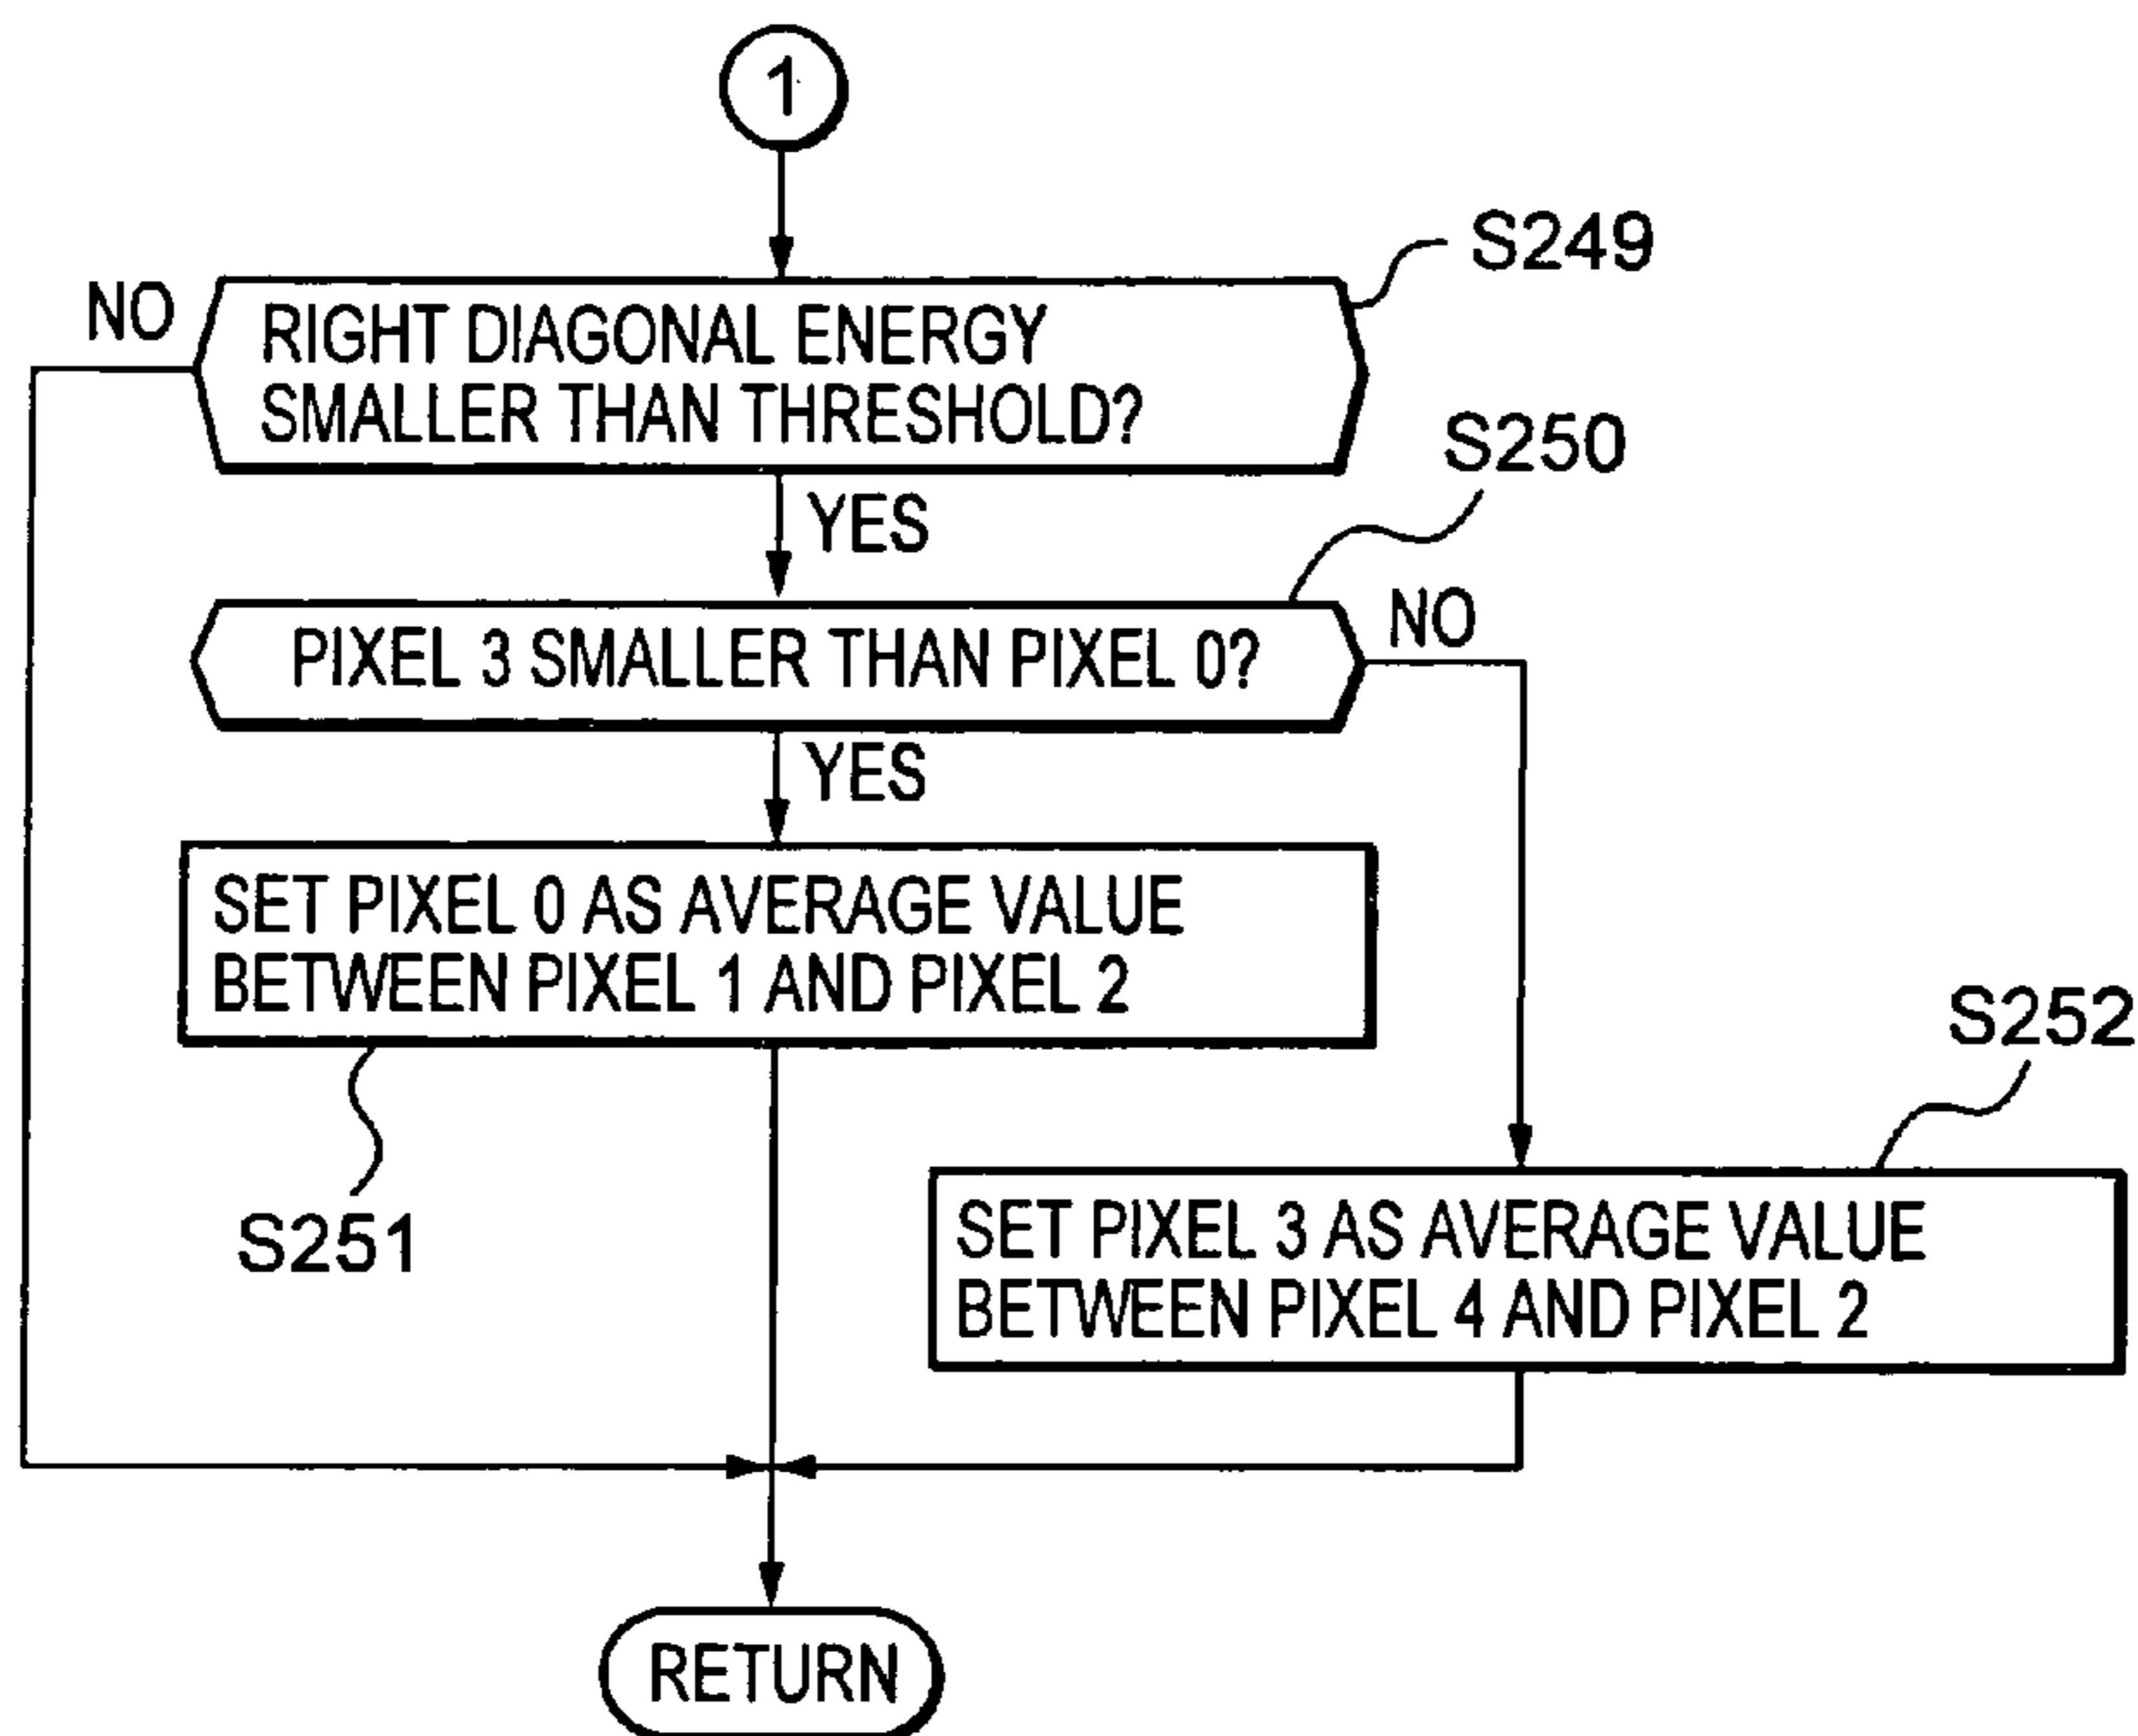 1
S249
NO
RIGHT DIAGONAL ENERGY
SMALLER THAN THRESHOLD?
S250
YES
NO
PIXEL 3 SMALLER THAN PIXEL 0?
YES
SET PIXEL 0 AS AVERAGE VALUE
BETWEEN PIXEL 1 AND PIXEL 2
S252
S251
SET PIXEL 3 AS AVERAGE VALUE
BETWEEN PIXEL 4 AND PIXEL 2
RETURN